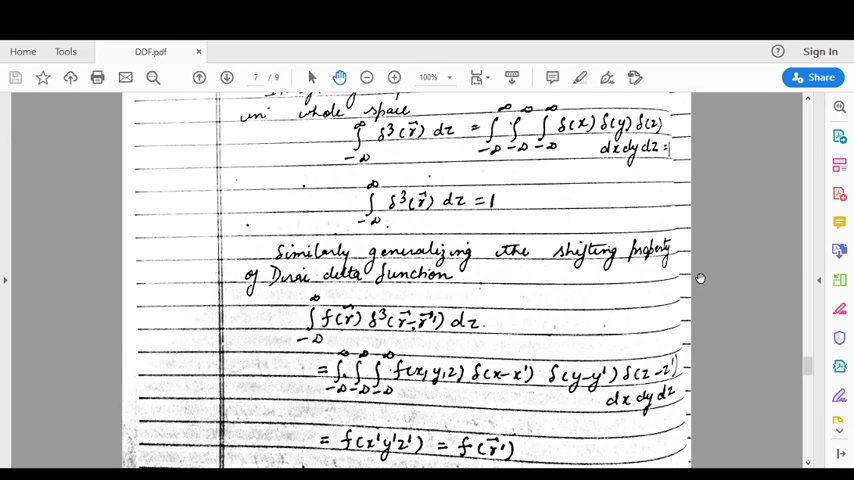 Home Tools DDF.pdf × Sign In
7 / 9 100% Share
in whole space
∫_{-∞}^{∞} δ³(r⃗) dτ = ∫_{-∞}^{∞} ∫_{-∞}^{∞} ∫_{-∞}^{∞} δ(x) δ(y) δ(z)
dx dy dz = 1
∫_{-∞}^{∞} δ³(r⃗) dτ = 1
Similarly generalizing the shifting property
of Dirac delta function
∫_{-∞}^{∞} f(r⃗) δ³(r⃗-r⃗') dτ.
= ∫_{-∞}^{∞} ∫_{-∞}^{∞} ∫_{-∞}^{∞} f(x,y,z) δ(x-x') δ(y-y') δ(z-z')
dx dy dz
= f(x'y'z') = f(r⃗')